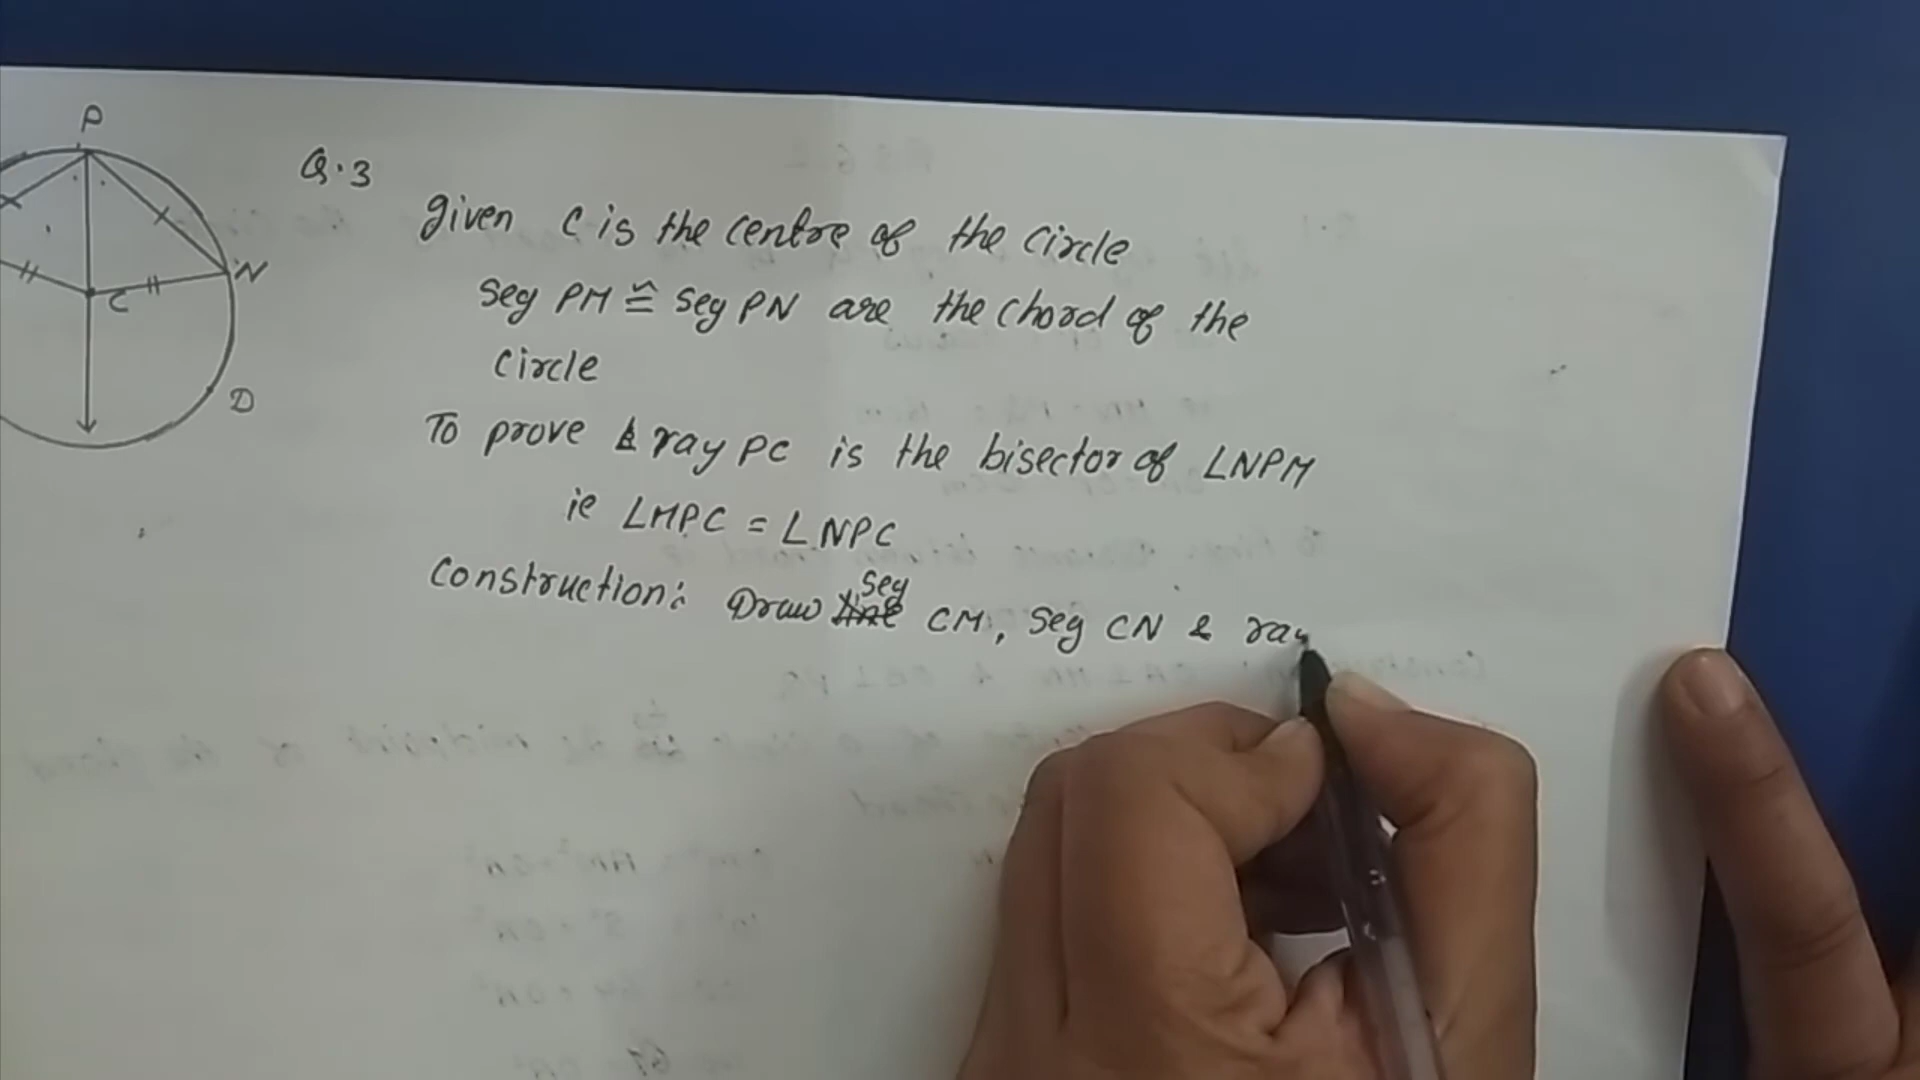 P
N
C
D
Q.3
given C is the centre of the circle
seg PM ≅ seg PN are the chord of the
circle
To prove ray PC is the bisector of ∠NPM
ie ∠MPC = ∠NPC
Construction: Draw seg CM, seg CN & ray